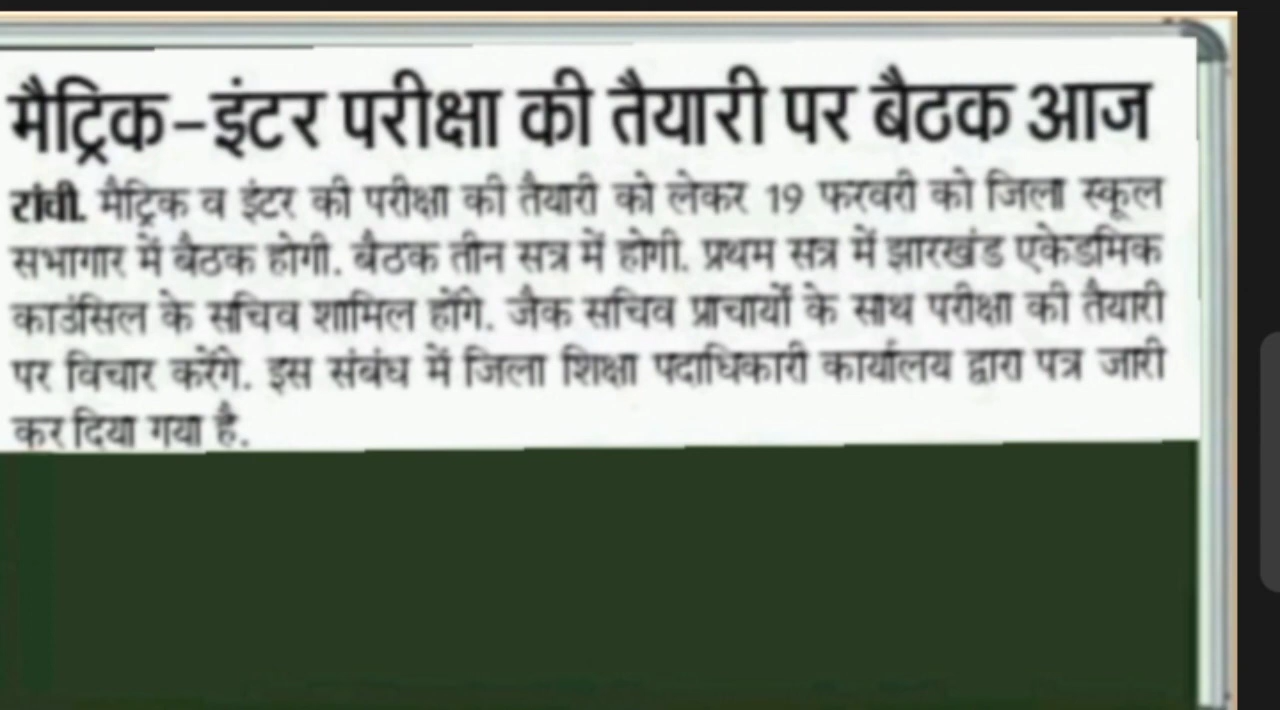 मैट्रिक-इंटर परीक्षा की तैयारी पर बैठक आज
रांची. मैट्रिक व इंटर की परीक्षा की तैयारी को लेकर 19 फरवरी को जिला स्कूल
सभागार में बैठक होगी. बैठक तीन सत्र में होगी. प्रथम सत्र में झारखंड एकेडमिक
काउंसिल के सचिव शामिल होंगे. जैक सचिव प्राचार्यों के साथ परीक्षा की तैयारी
पर विचार करेंगे. इस संबंध में जिला शिक्षा पदाधिकारी कार्यालय द्वारा पत्र जारी
कर दिया गया है.